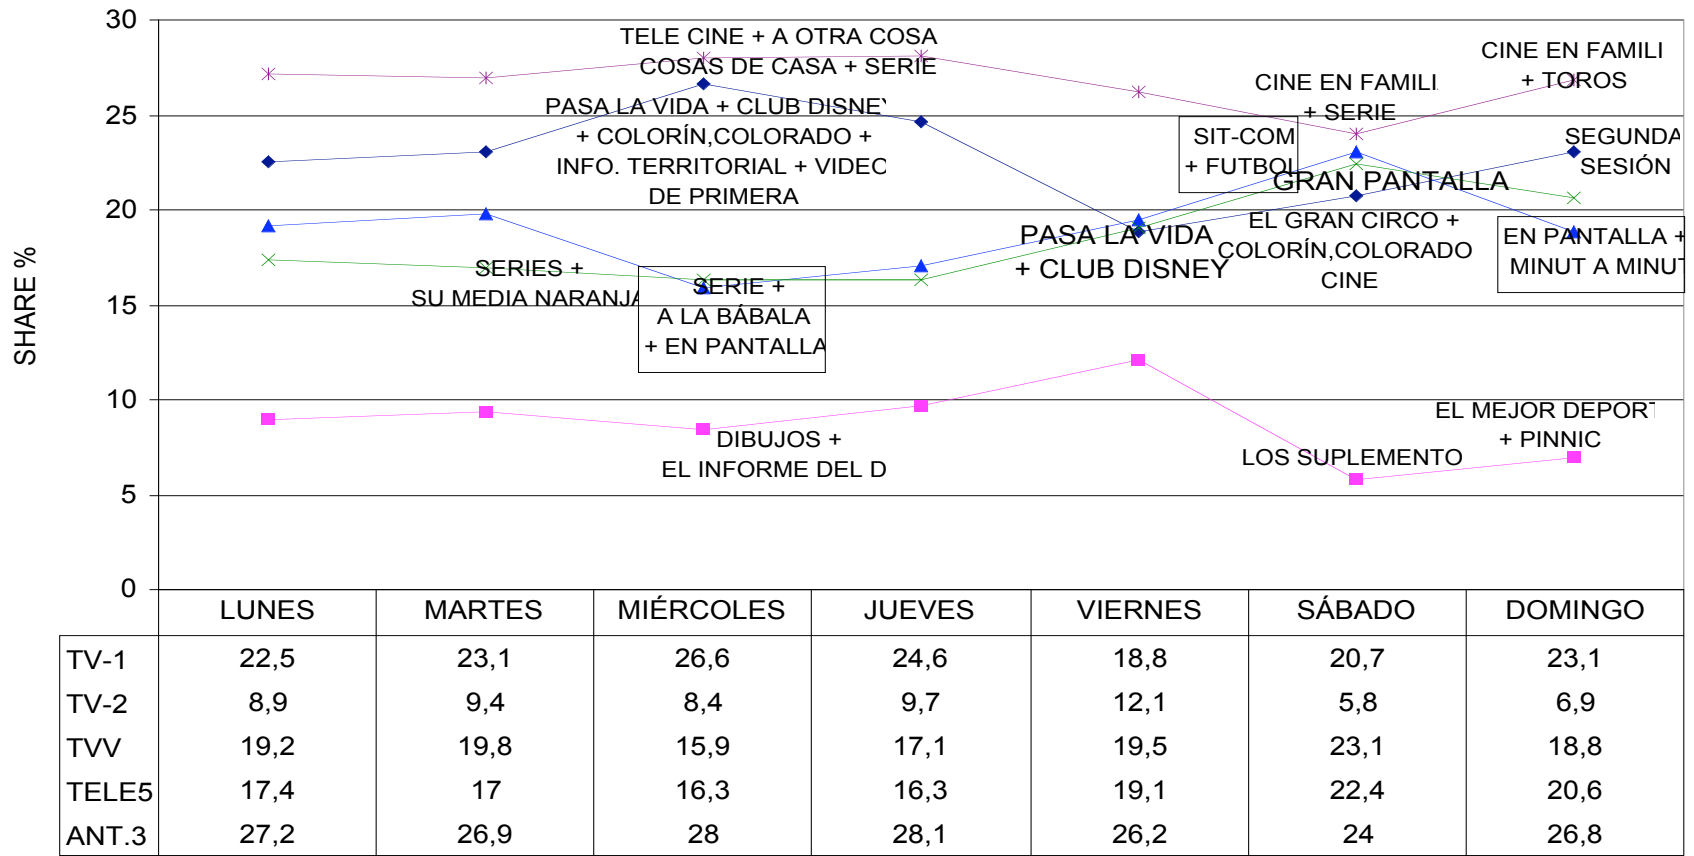 30
25
20
15
10
5
0
SHARE %
TELE CINE + A OTRA COSA
COSAS DE CASA + SERIE
PASA LA VIDA + CLUB DISNEY
+ COLORÍN,COLORADO +
INFO. TERRITORIAL + VIDEO
DE PRIMERA
CINE EN FAMILI
+ SERIE
CINE EN FAMILI
+ TOROS
SIT-COM
+ FUTBOL
SEGUNDA
SESIÓN
GRAN PANTALLA
PASA LA VIDA
+ CLUB DISNEY
EL GRAN CIRCO +
COLORÍN,COLORADO
CINE
EN PANTALLA +
MINUT A MINUT
SERIES +
SU MEDIA NARANJA
SERIE +
A LA BÁBALA
+ EN PANTALLA
DIBUJOS +
EL INFORME DEL D
LOS SUPLEMENTO
EL MEJOR DEPORT
+ PINNIC
LUNES MARTES MIÉRCOLES JUEVES VIERNES SÁBADO DOMINGO
TV-1 22,5 23,1 26,6 24,6 18,8 20,7 23,1
TV-2 8,9 9,4 8,4 9,7 12,1 5,8 6,9
TVV 19,2 19,8 15,9 17,1 19,5 23,1 18,8
TELE5 17,4 17 16,3 16,3 19,1 22,4 20,6
ANT.3 27,2 26,9 28 28,1 26,2 24 26,8